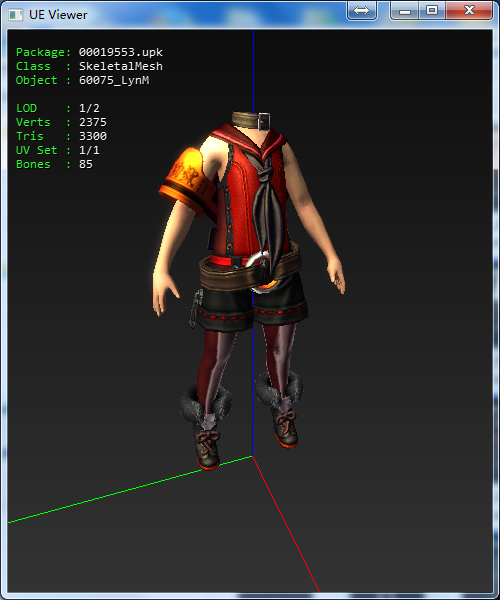 UE Viewer
Package: 00019553.upk
Class : SkeletalMesh
Object : 60075_LynM
LOD : 1/2
Verts : 2375
Tris : 3300
UV Set : 1/1
Bones : 85